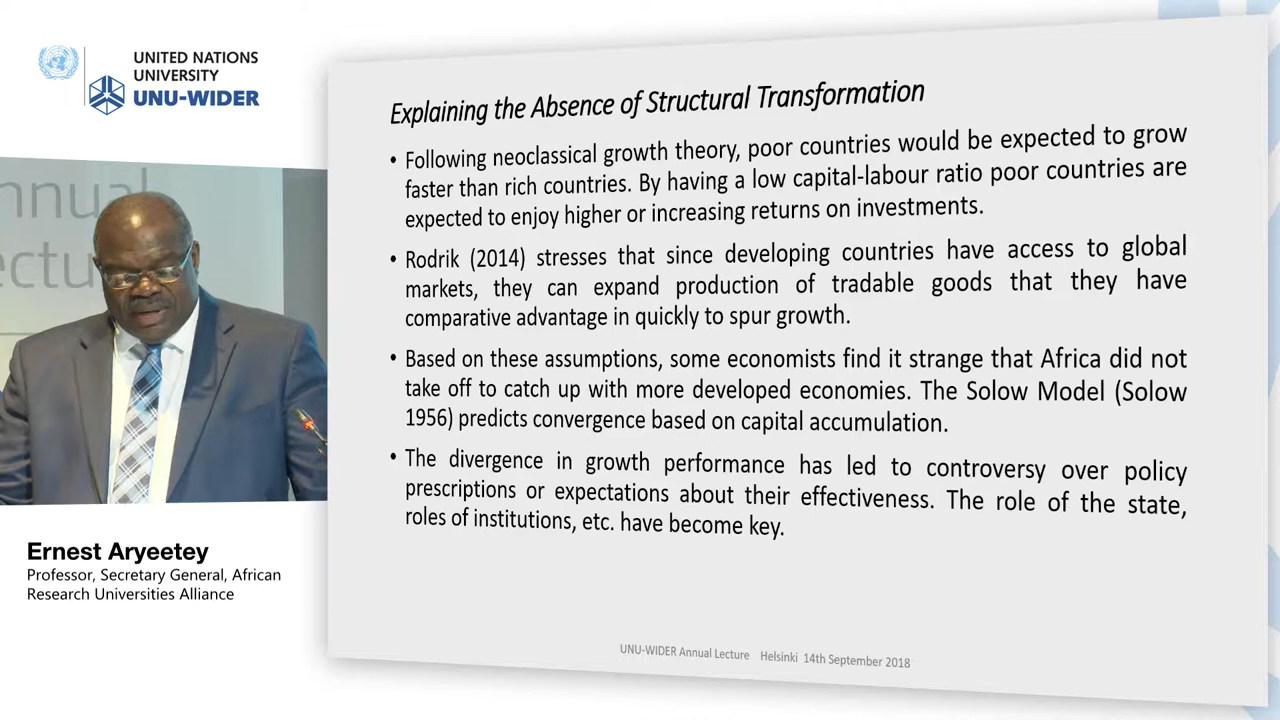 UNITED NATIONS
UNIVERSITY
UNU-WIDER
nnual
ectu
Ernest Aryeetey
Professor, Secretary General, African
Research Universities Alliance
Explaining the Absence of Structural Transformation
• Following neoclassical growth theory, poor countries would be expected to grow
faster than rich countries. By having a low capital-labour ratio poor countries are
expected to enjoy higher or increasing returns on investments.
• Rodrik (2014) stresses that since developing countries have access to global
markets, they can expand production of tradable goods that they have
comparative advantage in quickly to spur growth.
• Based on these assumptions, some economists find it strange that Africa did not
take off to catch up with more developed economies. The Solow Model (Solow
1956) predicts convergence based on capital accumulation.
• The divergence in growth performance has led to controversy over policy
prescriptions or expectations about their effectiveness. The role of the state,
roles of institutions, etc. have become key.
UNU-WIDER Annual Lecture Helsinki 14th September 2018